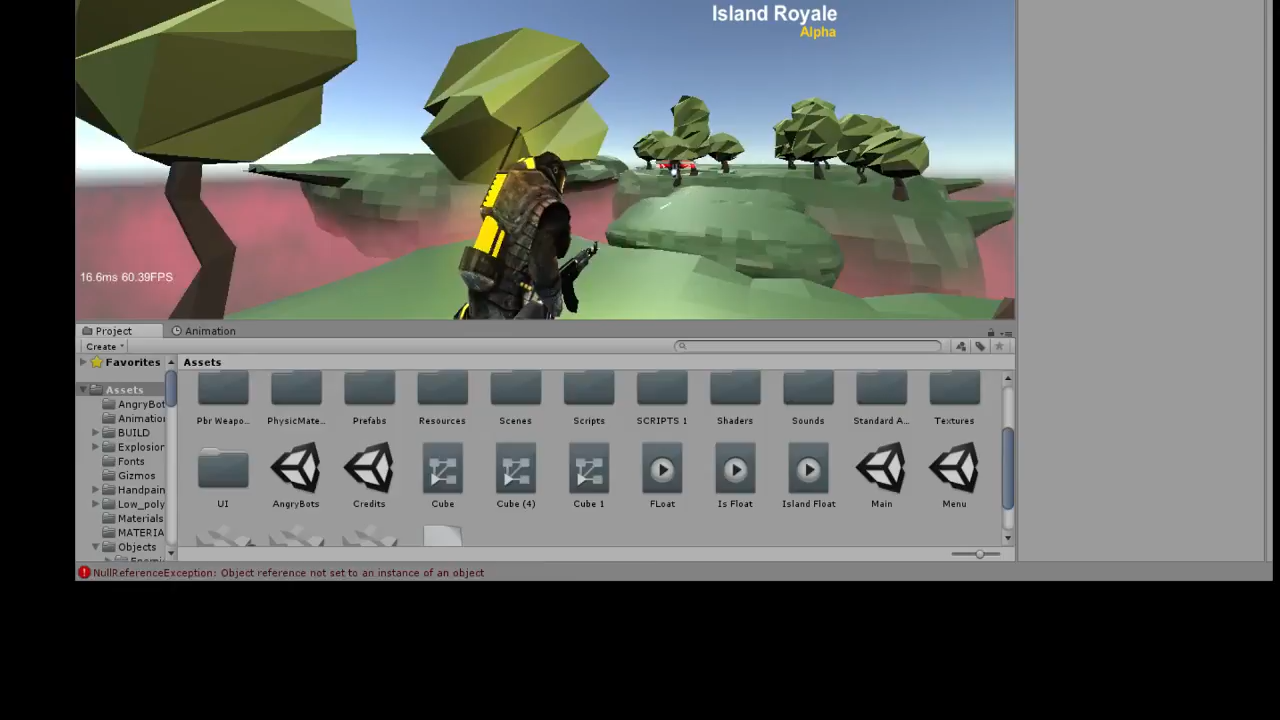 Island Royale
Alpha
16.6ms 60.39FPS
Project
Animation
Create
Favorites
Assets
Assets
AngryBot
Animatio
BUILD
Explosion
Fonts
Gizmos
Handpain
Low_poly
Materials
MATERIA
Objects
Pbr Weapo... PhysicMate... Prefabs Resources Scenes Scripts SCRIPTS 1 Shaders Sounds Standard A... Textures
UI AngryBots Credits Cube Cube (4) Cube 1 FLoat Is Float Island Float Main Menu
NullReferenceException: Object reference not set to an instance of an object